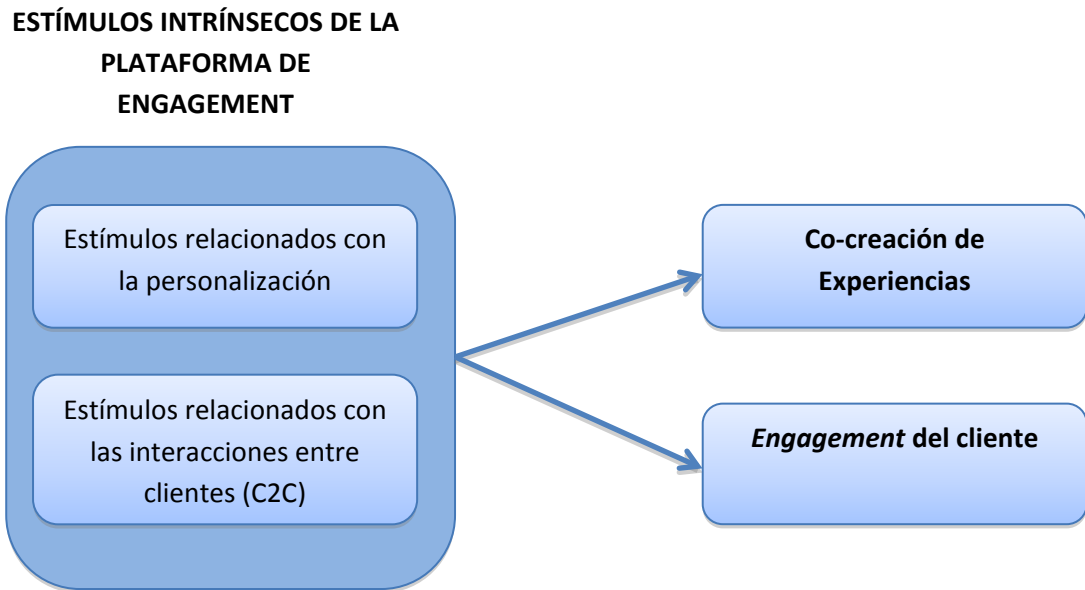 ESTÍMULOS INTRÍNSECOS DE LA
PLATAFORMA DE
ENGAGEMENT
Estímulos relacionados con
la personalización
Estímulos relacionados con
las interacciones entre
clientes (C2C)
Co-creación de
Experiencias
Engagement del cliente